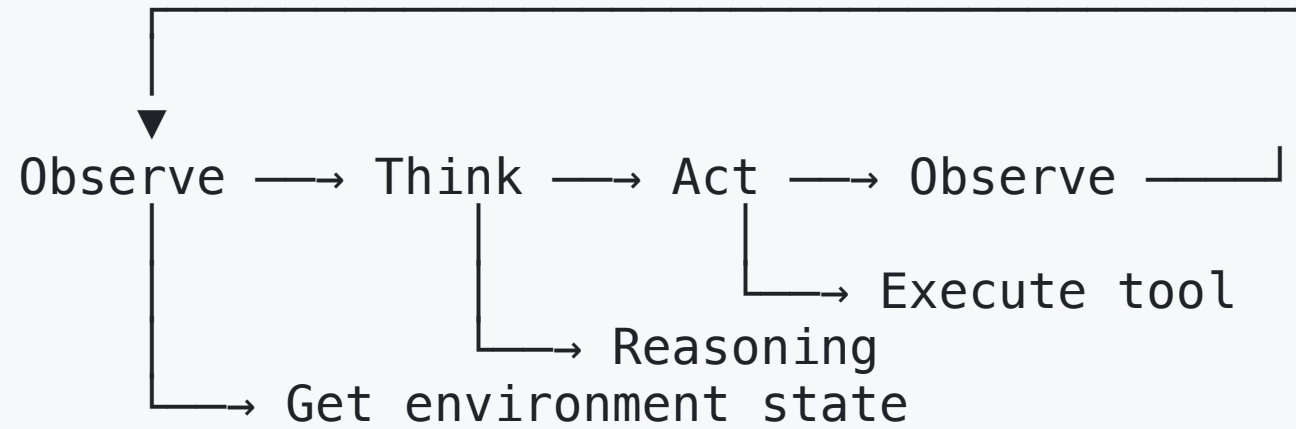 Observe ──→ Think ──→ Act ──→ Observe
Execute tool
Reasoning
Get environment state